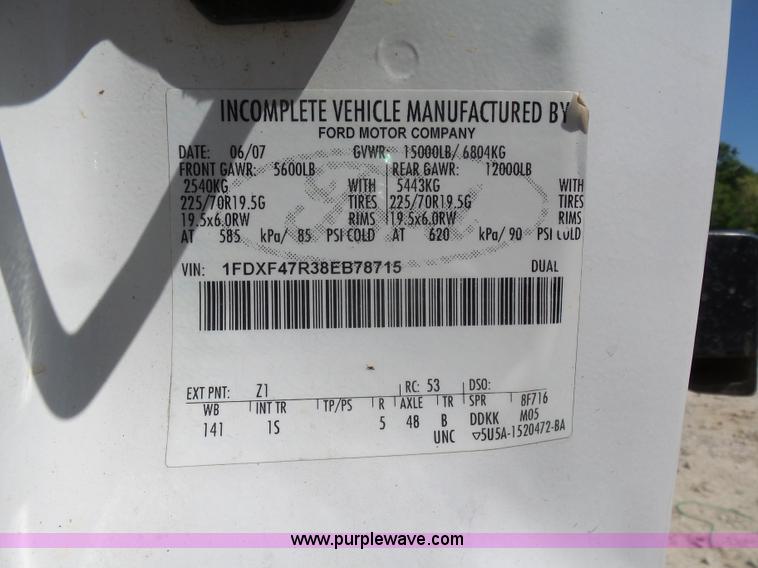 INCOMPLETE VEHICLE MANUFACTURED BY
FORD MOTOR COMPANY
DATE: 06/07 GVWR: 15000LB/ 6804KG
FRONT GAWR: 5600LB REAR GAWR: 12000LB
2540KG WITH 5443KG WITH
225/70R19.5G TIRES 225/70R19.5G TIRES
19.5x6.0RW RIMS 19.5x6.0RW RIMS
AT 585 kPa/ 85 PSI COLD AT 620 kPa/ 90 PSI COLD
VIN: 1FDXF47R38EB78715 DUAL
EXT PNT: Z1 RC: 53 DSO:
WB INT TR TP/PS R AXLE TR SPR 8F716
141 1S 5 48 B DDKK M05
UNC ▽5U5A-1520472-BA
www.purplewave.com